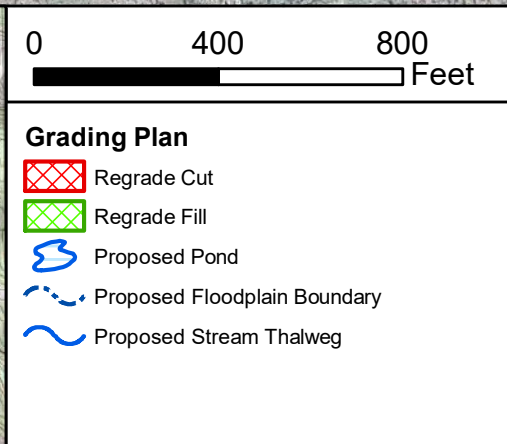 0 400 800
Feet
Grading Plan
Regrade Cut
Regrade Fill
Proposed Pond
Proposed Floodplain Boundary
Proposed Stream Thalweg